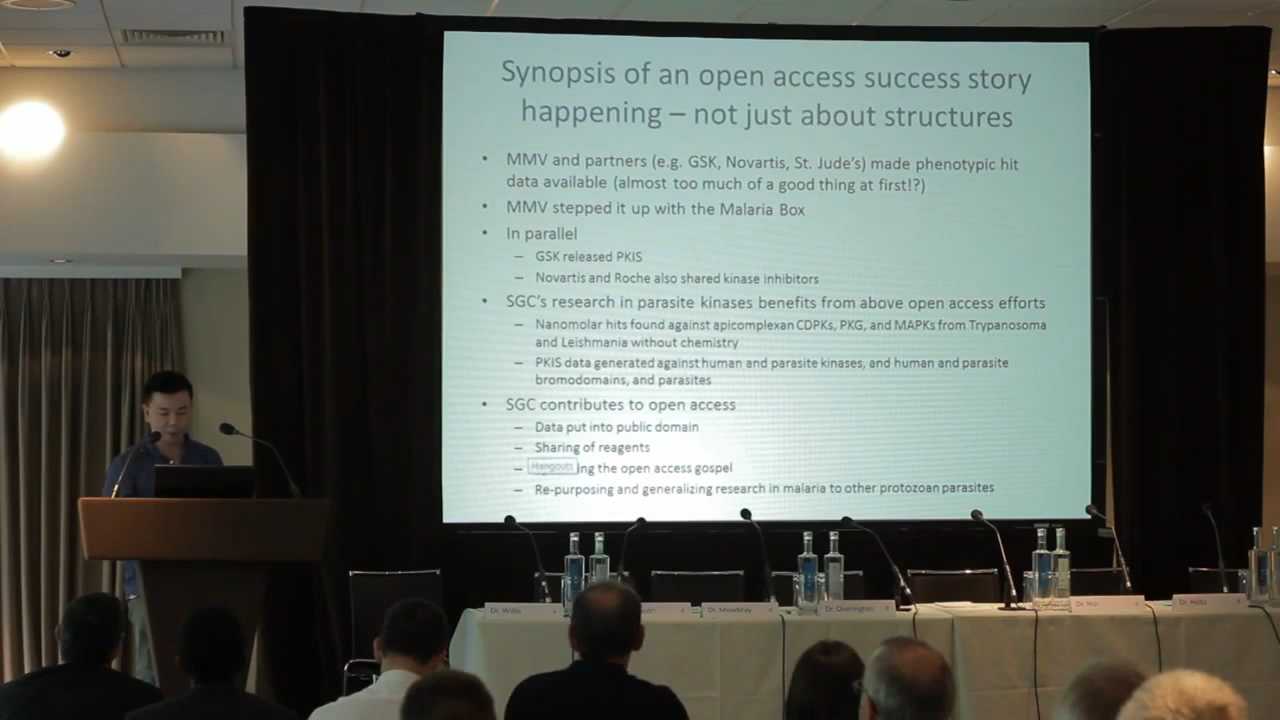 Synopsis of an open access success story
happening – not just about structures
• MMV and partners (e.g. GSK, Novartis, St. Jude's) made phenotypic hit
data available (almost too much of a good thing at first!?)
• MMV stepped it up with the Malaria Box
• In parallel
– GSK released PKIS
– Novartis and Roche also shared kinase inhibitors
• SGC's research in parasite kinases benefits from above open access efforts
– Nanomolar hits found against apicomplexan CDPKs, PKG, and MAPKs from Trypanosoma
and Leishmania without chemistry
– PKIS data generated against human and parasite kinases, and human and parasite
bromodomains, and parasites
• SGC contributes to open access
– Data put into public domain
– Sharing of reagents
– Hangouts ing the open access gospel
– Re-purposing and generalizing research in malaria to other protozoan parasites
Dr. Willis
Dr. Mowbray
Dr. Overington
Dr. Hui